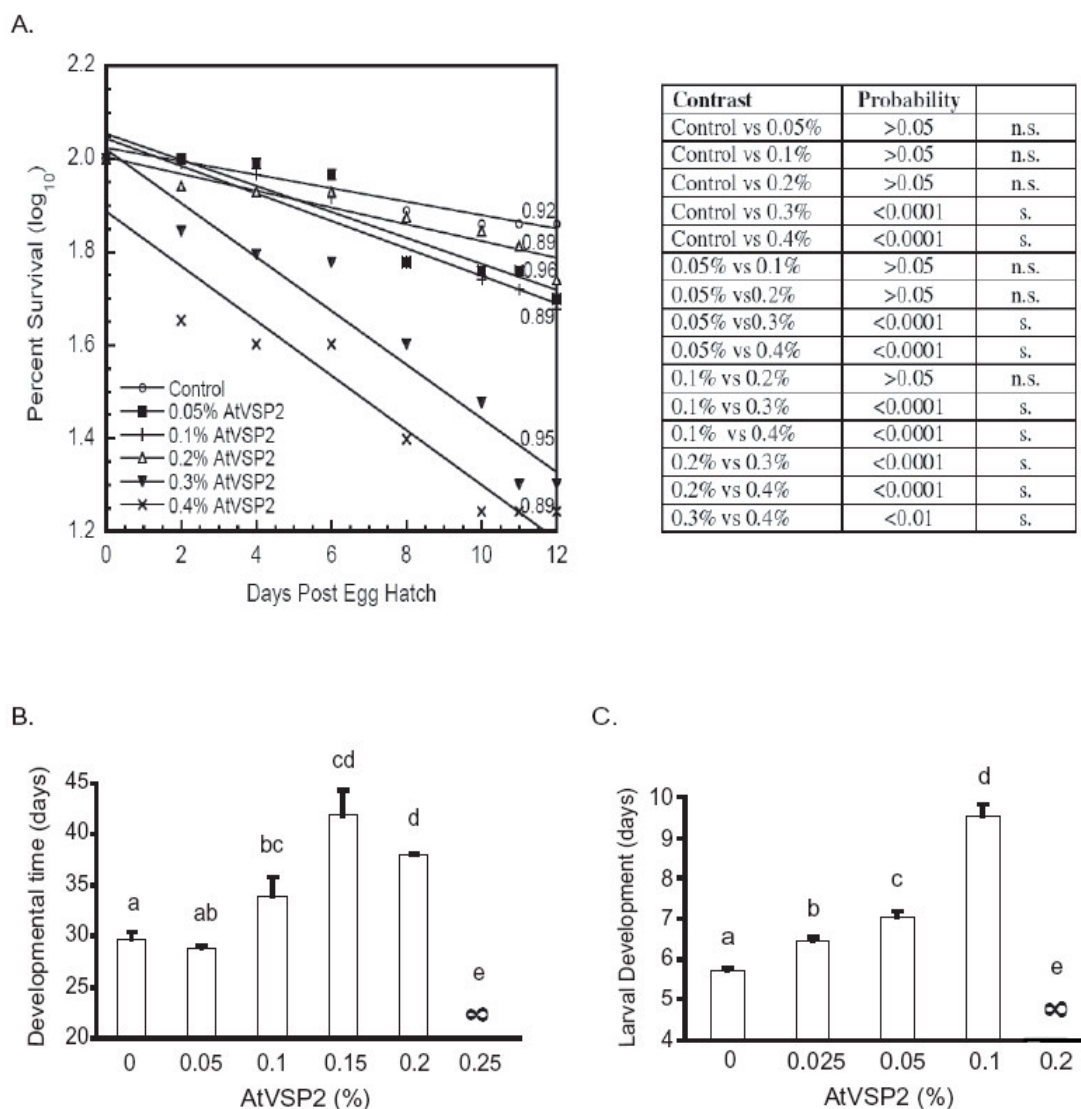 A.
2.2
2.0
1.8
1.6
1.4
1.2
Percent Survival (log10)
0.92
0.89
0.96
0.89
0.95
0.89
Control
0.05% AtVSP2
0.1% AtVSP2
0.2% AtVSP2
0.3% AtVSP2
0.4% AtVSP2
0 2 4 6 8 10 12
Days Post Egg Hatch
Contrast Probability
Control vs 0.05% >0.05 n.s.
Control vs 0.1% >0.05 n.s.
Control vs 0.2% >0.05 n.s.
Control vs 0.3% <0.0001 s.
Control vs 0.4% <0.0001 s.
0.05% vs 0.1% >0.05 n.s.
0.05% vs0.2% >0.05 n.s.
0.05% vs0.3% <0.0001 s.
0.05% vs 0.4% <0.0001 s.
0.1% vs 0.2% >0.05 n.s.
0.1% vs 0.3% <0.0001 s.
0.1% vs 0.4% <0.0001 s.
0.2% vs 0.3% <0.0001 s.
0.2% vs 0.4% <0.0001 s.
0.3% vs 0.4% <0.01 s.
B.
Developmental time (days)
45
40
35
30
25
20
a ab bc cd d e
∞
0 0.05 0.1 0.15 0.2 0.25
AtVSP2 (%)
C.
Larval Development (days)
10
9
8
7
6
5
4
a b c d e
∞
0 0.025 0.05 0.1 0.2
AtVSP2 (%)